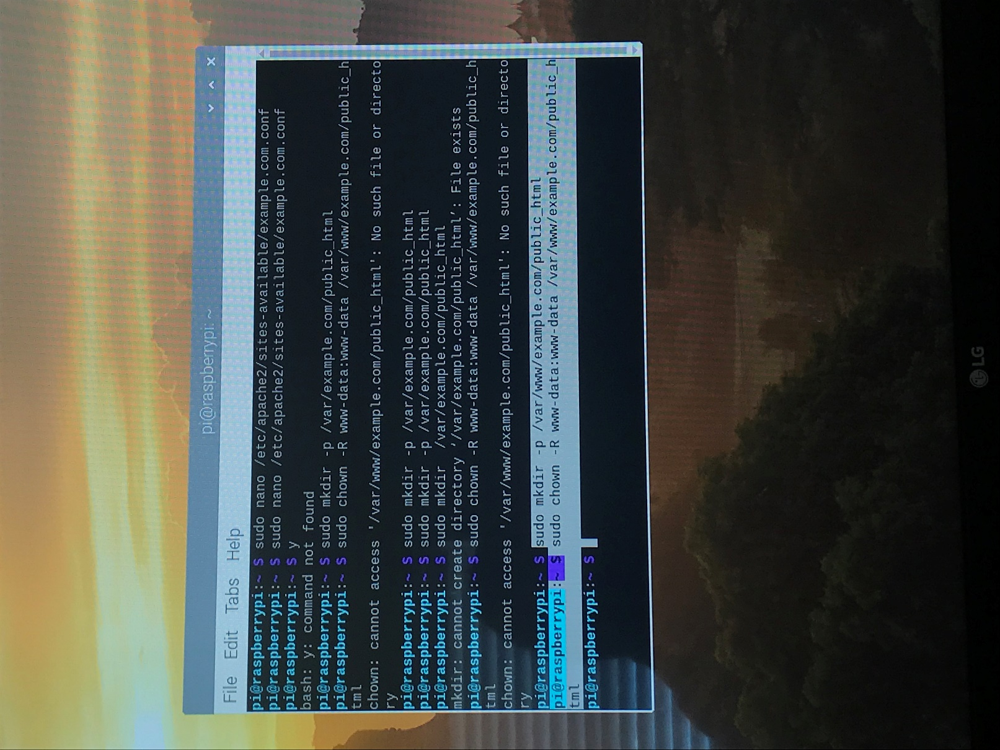 pi@raspberrypi: ~
File Edit Tabs Help
pi@raspberrypi:~ $ sudo nano /etc/apache2/sites-available/example.com.conf
pi@raspberrypi:~ $ sudo nano /etc/apache2/sites-available/example.com.conf
pi@raspberrypi:~ $ y
bash: y: command not found
pi@raspberrypi:~ $ sudo mkdir -p /var/example.com/public_html
pi@raspberrypi:~ $ sudo chown -R www-data:www-data /var/www/example.com/public_h
tml
chown: cannot access '/var/www/example.com/public_html': No such file or directo
ry
pi@raspberrypi:~ $ sudo mkdir -p /var/example.com/public_html
pi@raspberrypi:~ $ sudo mkdir -p /var/example.com/public_html
pi@raspberrypi:~ $ sudo mkdir  /var/example.com/public_html
mkdir: cannot create directory '/var/example.com/public_html': File exists
pi@raspberrypi:~ $ sudo chown -R www-data:www-data /var/www/example.com/public_h
tml
chown: cannot access '/var/www/example.com/public_html': No such file or directo
ry
pi@raspberrypi:~ $ sudo mkdir -p /var/www/example.com/public_html
pi@raspberrypi:~ $ sudo chown -R www-data:www-data /var/www/example.com/public_h
tml
pi@raspberrypi:~ $
LG